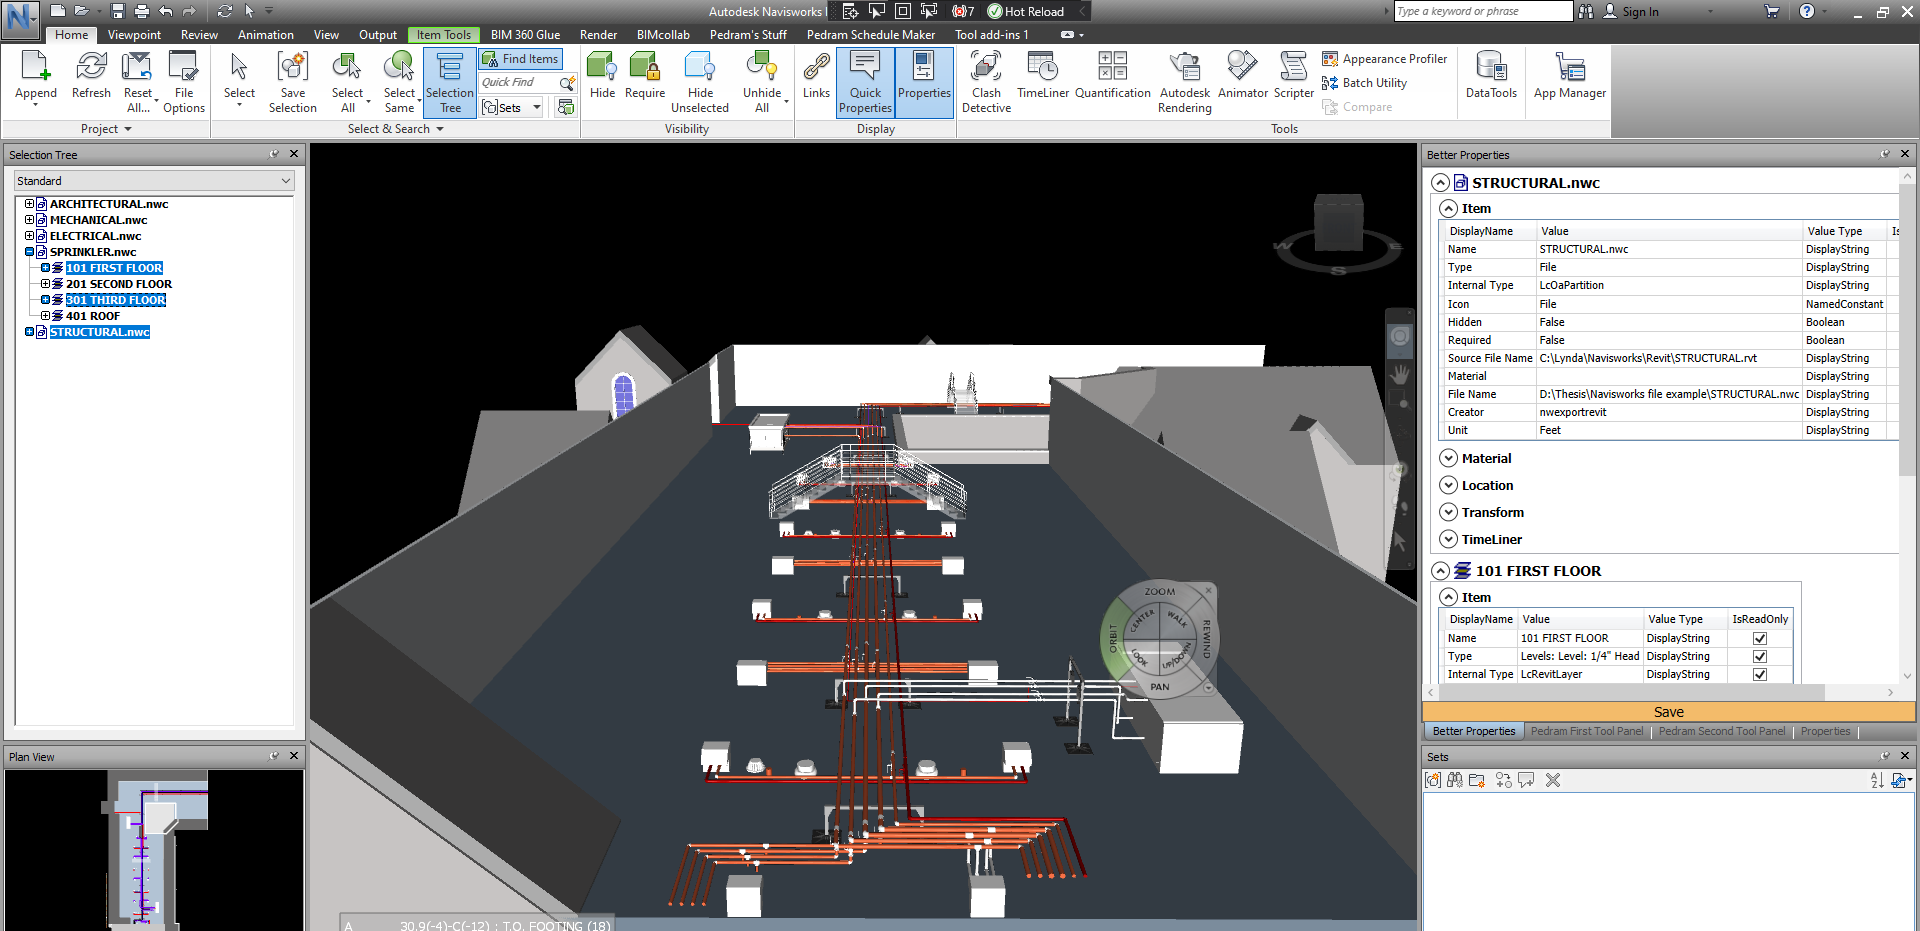 Autodesk Navisworks
7
Hot Reload
Type a keyword or phrase
Sign In
Home
Viewpoint
Review
Animation
View
Output
Item Tools
BIM 360 Glue
Render
BIMcollab
Pedram's Stuff
Pedram Schedule Maker
Tool add-ins 1
Append
Refresh
Reset All...
File Options
Select
Save Selection
Select All
Select Same
Selection Tree
Find Items
Quick Find
Sets
Hide
Require
Hide Unselected
Unhide All
Links
Quick Properties
Properties
Clash Detective
TimeLiner
Quantification
Autodesk Rendering
Animator
Scripter
Appearance Profiler
Batch Utility
Compare
DataTools
App Manager
Project
Select & Search
Visibility
Display
Tools
Selection Tree
Standard
ARCHITECTURAL.nwc
MECHANICAL.nwc
ELECTRICAL.nwc
SPRINKLER.nwc
101 FIRST FLOOR
201 SECOND FLOOR
301 THIRD FLOOR
401 ROOF
STRUCTURAL.nwc
Plan View
W
E
S
ZOOM
ORBIT
REWIND
PAN
CENTER
WALK
LOOK
UP/DOWN
A 30.9(-4)-C(-12) : T.O. FOOTING (18)
Better Properties
STRUCTURAL.nwc
Item
DisplayName Value Value Type Is
Name STRUCTURAL.nwc DisplayString
Type File DisplayString
Internal Type LcOaPartition DisplayString
Icon File NamedConstant
Hidden False Boolean
Required False Boolean
Source File Name C:\Lynda\Navisworks\Revit\STRUCTURAL.rvt DisplayString
Material DisplayString
File Name D:\Thesis\Navisworks file example\STRUCTURAL.nwc DisplayString
Creator nwexportrevit DisplayString
Unit Feet DisplayString
Material
Location
Transform
TimeLiner
101 FIRST FLOOR
Item
DisplayName Value Value Type IsReadOnly
Name 101 FIRST FLOOR DisplayString
Type Levels: Level: 1/4" Head DisplayString
Internal Type LcRevitLayer DisplayString
Save
Better Properties
Pedram First Tool Panel
Pedram Second Tool Panel
Properties
Sets